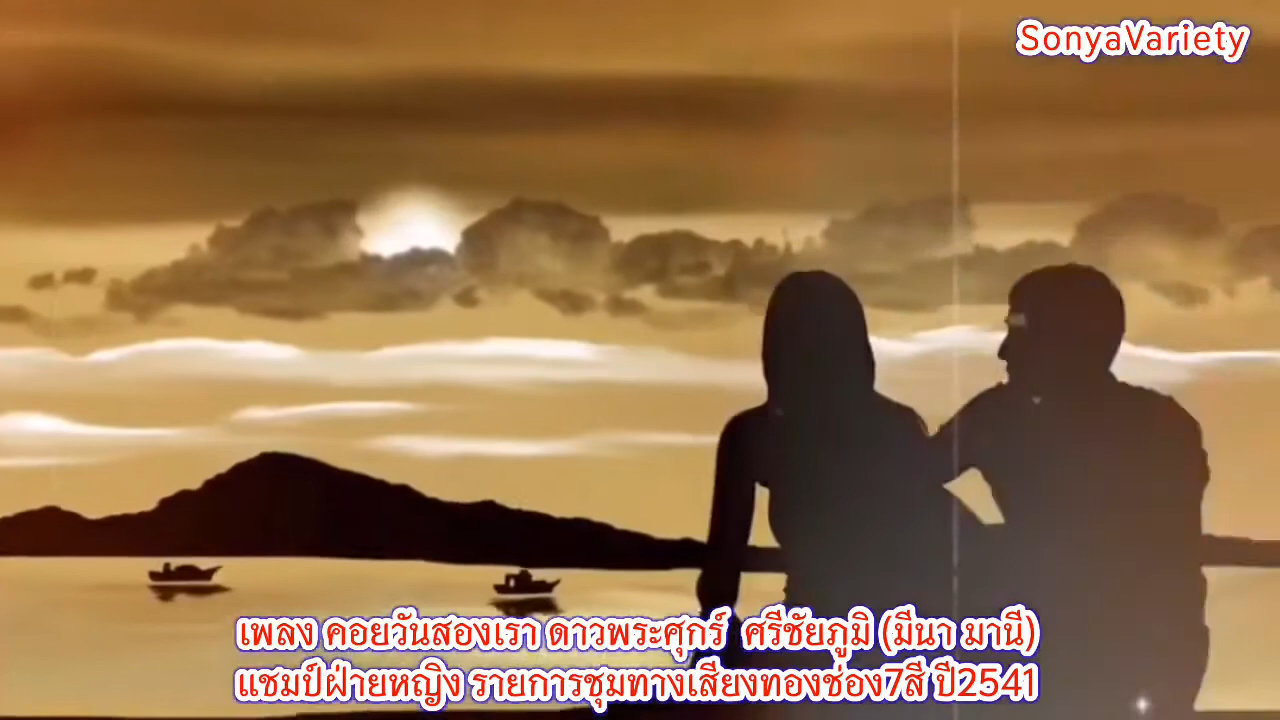 SonyaVariety
เพลง คอยวันสองเรา ดาวพระศุกร์  ศรีชัยภูมิ (มีนา มานี)
แชมป์ฝ่ายหญิง รายการชุมทางเสียงทองช่อง7สี ปี2541